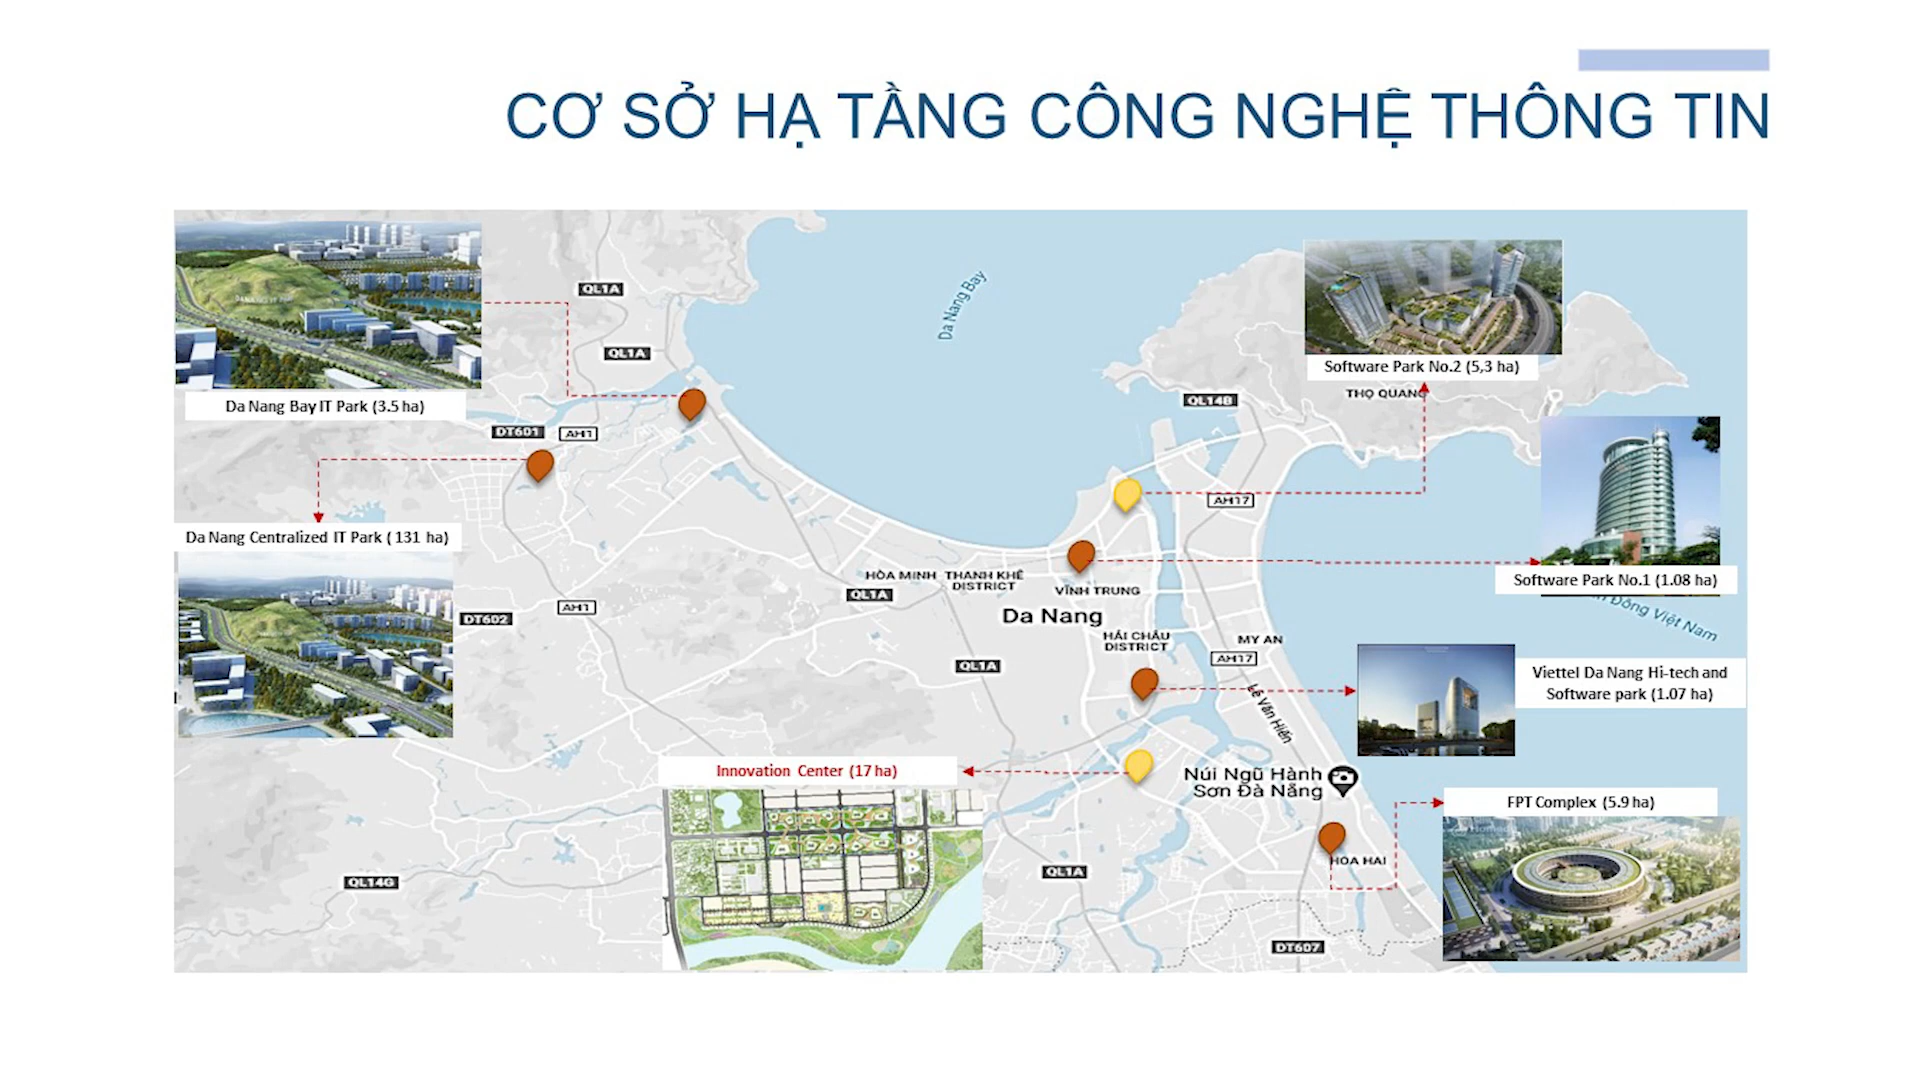 CƠ SỞ HẠ TẦNG CÔNG NGHỆ THÔNG TIN
QL1A
Da Nang Bay
QL1A
Software Park No.2 (5,3 ha)
THỌ QUANG
QL14B
Da Nang Bay IT Park (3.5 ha)
DT601
AH1
AH17
Da Nang Centralized IT Park ( 131 ha)
HÒA MINH
THANH KHÊ
DISTRICT
QL1A
VĨNH TRUNG
Software Park No.1 (1.08 ha)
Đông Việt Nam
AH1
DT602
Da Nang
HẢI CHÂU
DISTRICT
MY AN
AH17
QL1A
Lê Văn Hiến
Viettel Da Nang Hi-tech and
Software park (1.07 ha)
Innovation Center (17 ha)
Núi Ngũ Hành
Sơn Đà Nẵng
FPT Complex (5.9 ha)
HÒA HẢI
QL1A
QL14G
DT607